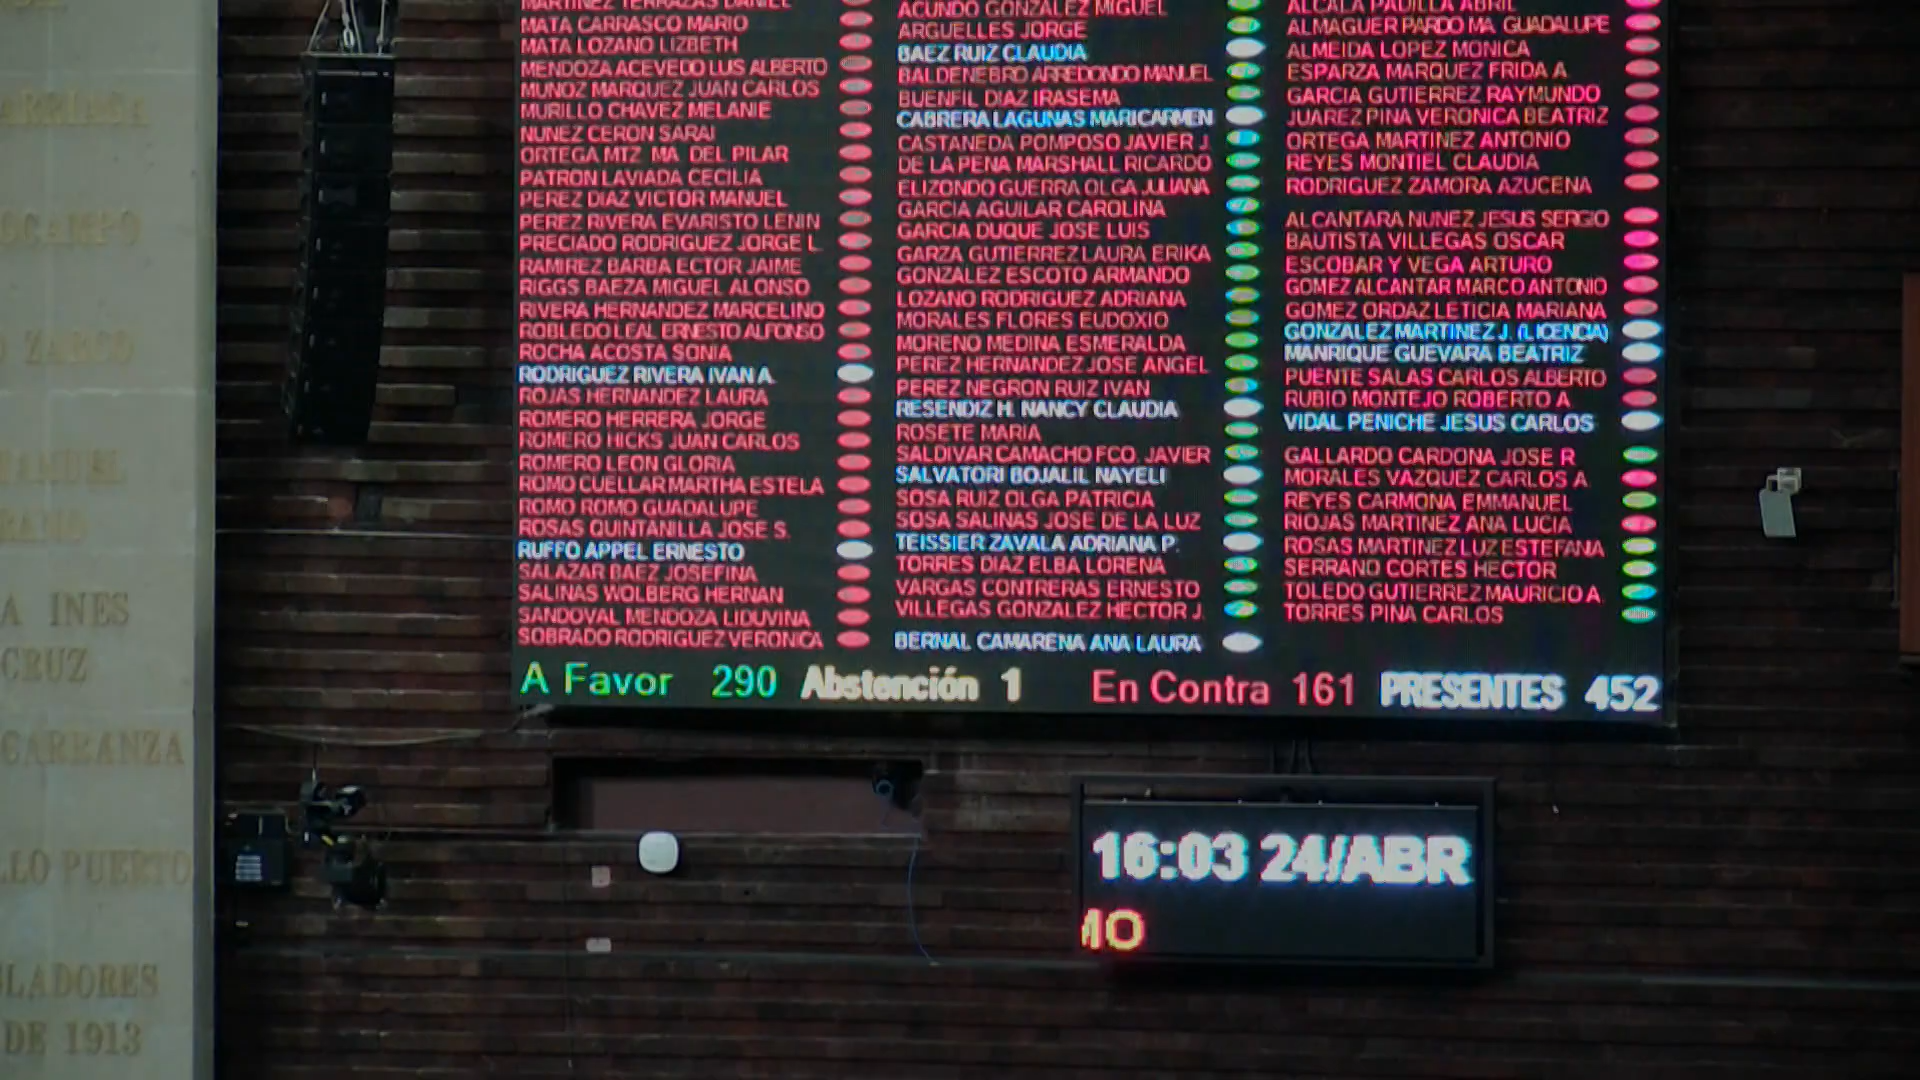 MARTINEZ TERRAZAS DANIEL
MATA CARRASCO MARIO
MATA LOZANO LIZBETH
MENDOZA ACEVEDO LUIS ALBERTO
MUNOZ MARQUEZ JUAN CARLOS
MURILLO CHAVEZ MELANIE
NUNEZ CERON SARAI
ORTEGA MTZ MA DEL PILAR
PATRON LAVIADA CECILIA
PEREZ DIAZ VICTOR MANUEL
PEREZ RIVERA EVARISTO LENIN
PRECIADO RODRIGUEZ JORGE L.
RAMIREZ BARBA ECTOR JAIME
RIGGS BAEZA MIGUEL ALONSO
RIVERA HERNANDEZ MARCELINO
ROBLEDO LEAL ERNESTO ALFONSO
ROCHA ACOSTA SONIA
RODRIGUEZ RIVERA IVAN A.
ROJAS HERNANDEZ LAURA
ROMERO HERRERA JORGE
ROMERO HICKS JUAN CARLOS
ROMERO LEON GLORIA
ROMO CUELLAR MARTHA ESTELA
ROMO ROMO GUADALUPE
ROSAS QUINTANILLA JOSE S.
RUFFO APPEL ERNESTO
SALAZAR BAEZ JOSEFINA
SALINAS WOLBERG HERNAN
SANDOVAL MENDOZA LIDUVINA
SOBRADO RODRIGUEZ VERONICA
ACUNDO GONZALEZ MIGUEL
ARGUELLES JORGE
BAEZ RUIZ CLAUDIA
BALDENEBRO ARREDONDO MANUEL
BUENFIL DIAZ IRASEMA
CABRERA LAGUNAS MARICARMEN
CASTANEDA POMPOSO JAVIER J.
DE LA PENA MARSHALL RICARDO
ELIZONDO GUERRA OLGA JULIANA
GARCIA AGUILAR CAROLINA
GARCIA DUQUE JOSE LUIS
GARZA GUTIERREZ LAURA ERIKA
GONZALEZ ESCOTO ARMANDO
LOZANO RODRIGUEZ ADRIANA
MORALES FLORES EUDOXIO
MORENO MEDINA ESMERALDA
PEREZ HERNANDEZ JOSE ANGEL
PEREZ NEGRON RUIZ IVAN
RESENDIZ H. NANCY CLAUDIA
ROSETE MARIA
SALDIVAR CAMACHO FCO. JAVIER
SALVATORI BOJALIL NAYELI
SOSA RUIZ OLGA PATRICIA
SOSA SALINAS JOSE DE LA LUZ
TEISSIER ZAVALA ADRIANA P.
TORRES DIAZ ELBA LORENA
VARGAS CONTRERAS ERNESTO
VILLEGAS GONZALEZ HECTOR J.
BERNAL CAMARENA ANA LAURA
ALCALA PADILLA ABRIL
ALMAGUER PARDO MA. GUADALUPE
ALMEIDA LOPEZ MONICA
ESPARZA MARQUEZ FRIDA A.
GARCIA GUTIERREZ RAYMUNDO
JUAREZ PINA VERONICA BEATRIZ
ORTEGA MARTINEZ ANTONIO
REYES MONTIEL CLAUDIA
RODRIGUEZ ZAMORA AZUCENA
ALCANTARA NUNEZ JESUS SERGIO
BAUTISTA VILLEGAS OSCAR
ESCOBAR Y VEGA ARTURO
GOMEZ ALCANTAR MARCO ANTONIO
GOMEZ ORDAZ LETICIA MARIANA
GONZALEZ MARTINEZ J. (LICENCIA)
MANRIQUE GUEVARA BEATRIZ
PUENTE SALAS CARLOS ALBERTO
RUBIO MONTEJO ROBERTO A
VIDAL PENICHE JESUS CARLOS
GALLARDO CARDONA JOSE R
MORALES VAZQUEZ CARLOS A.
REYES CARMONA EMMANUEL
RIOJAS MARTINEZ ANA LUCIA
ROSAS MARTINEZ LUZ ESTEFANA
SERRANO CORTES HECTOR
TOLEDO GUTIERREZ MAURICIO A.
TORRES PINA CARLOS
A Favor 290 Abstención 1 En Contra 161 PRESENTES 452
16:03 24/ABR
MO
ARRIAGA
OCAMPO
O ZARCO
A INES
CRUZ
CARRANZA
LLO PUERTO
LADORES
DE 1913